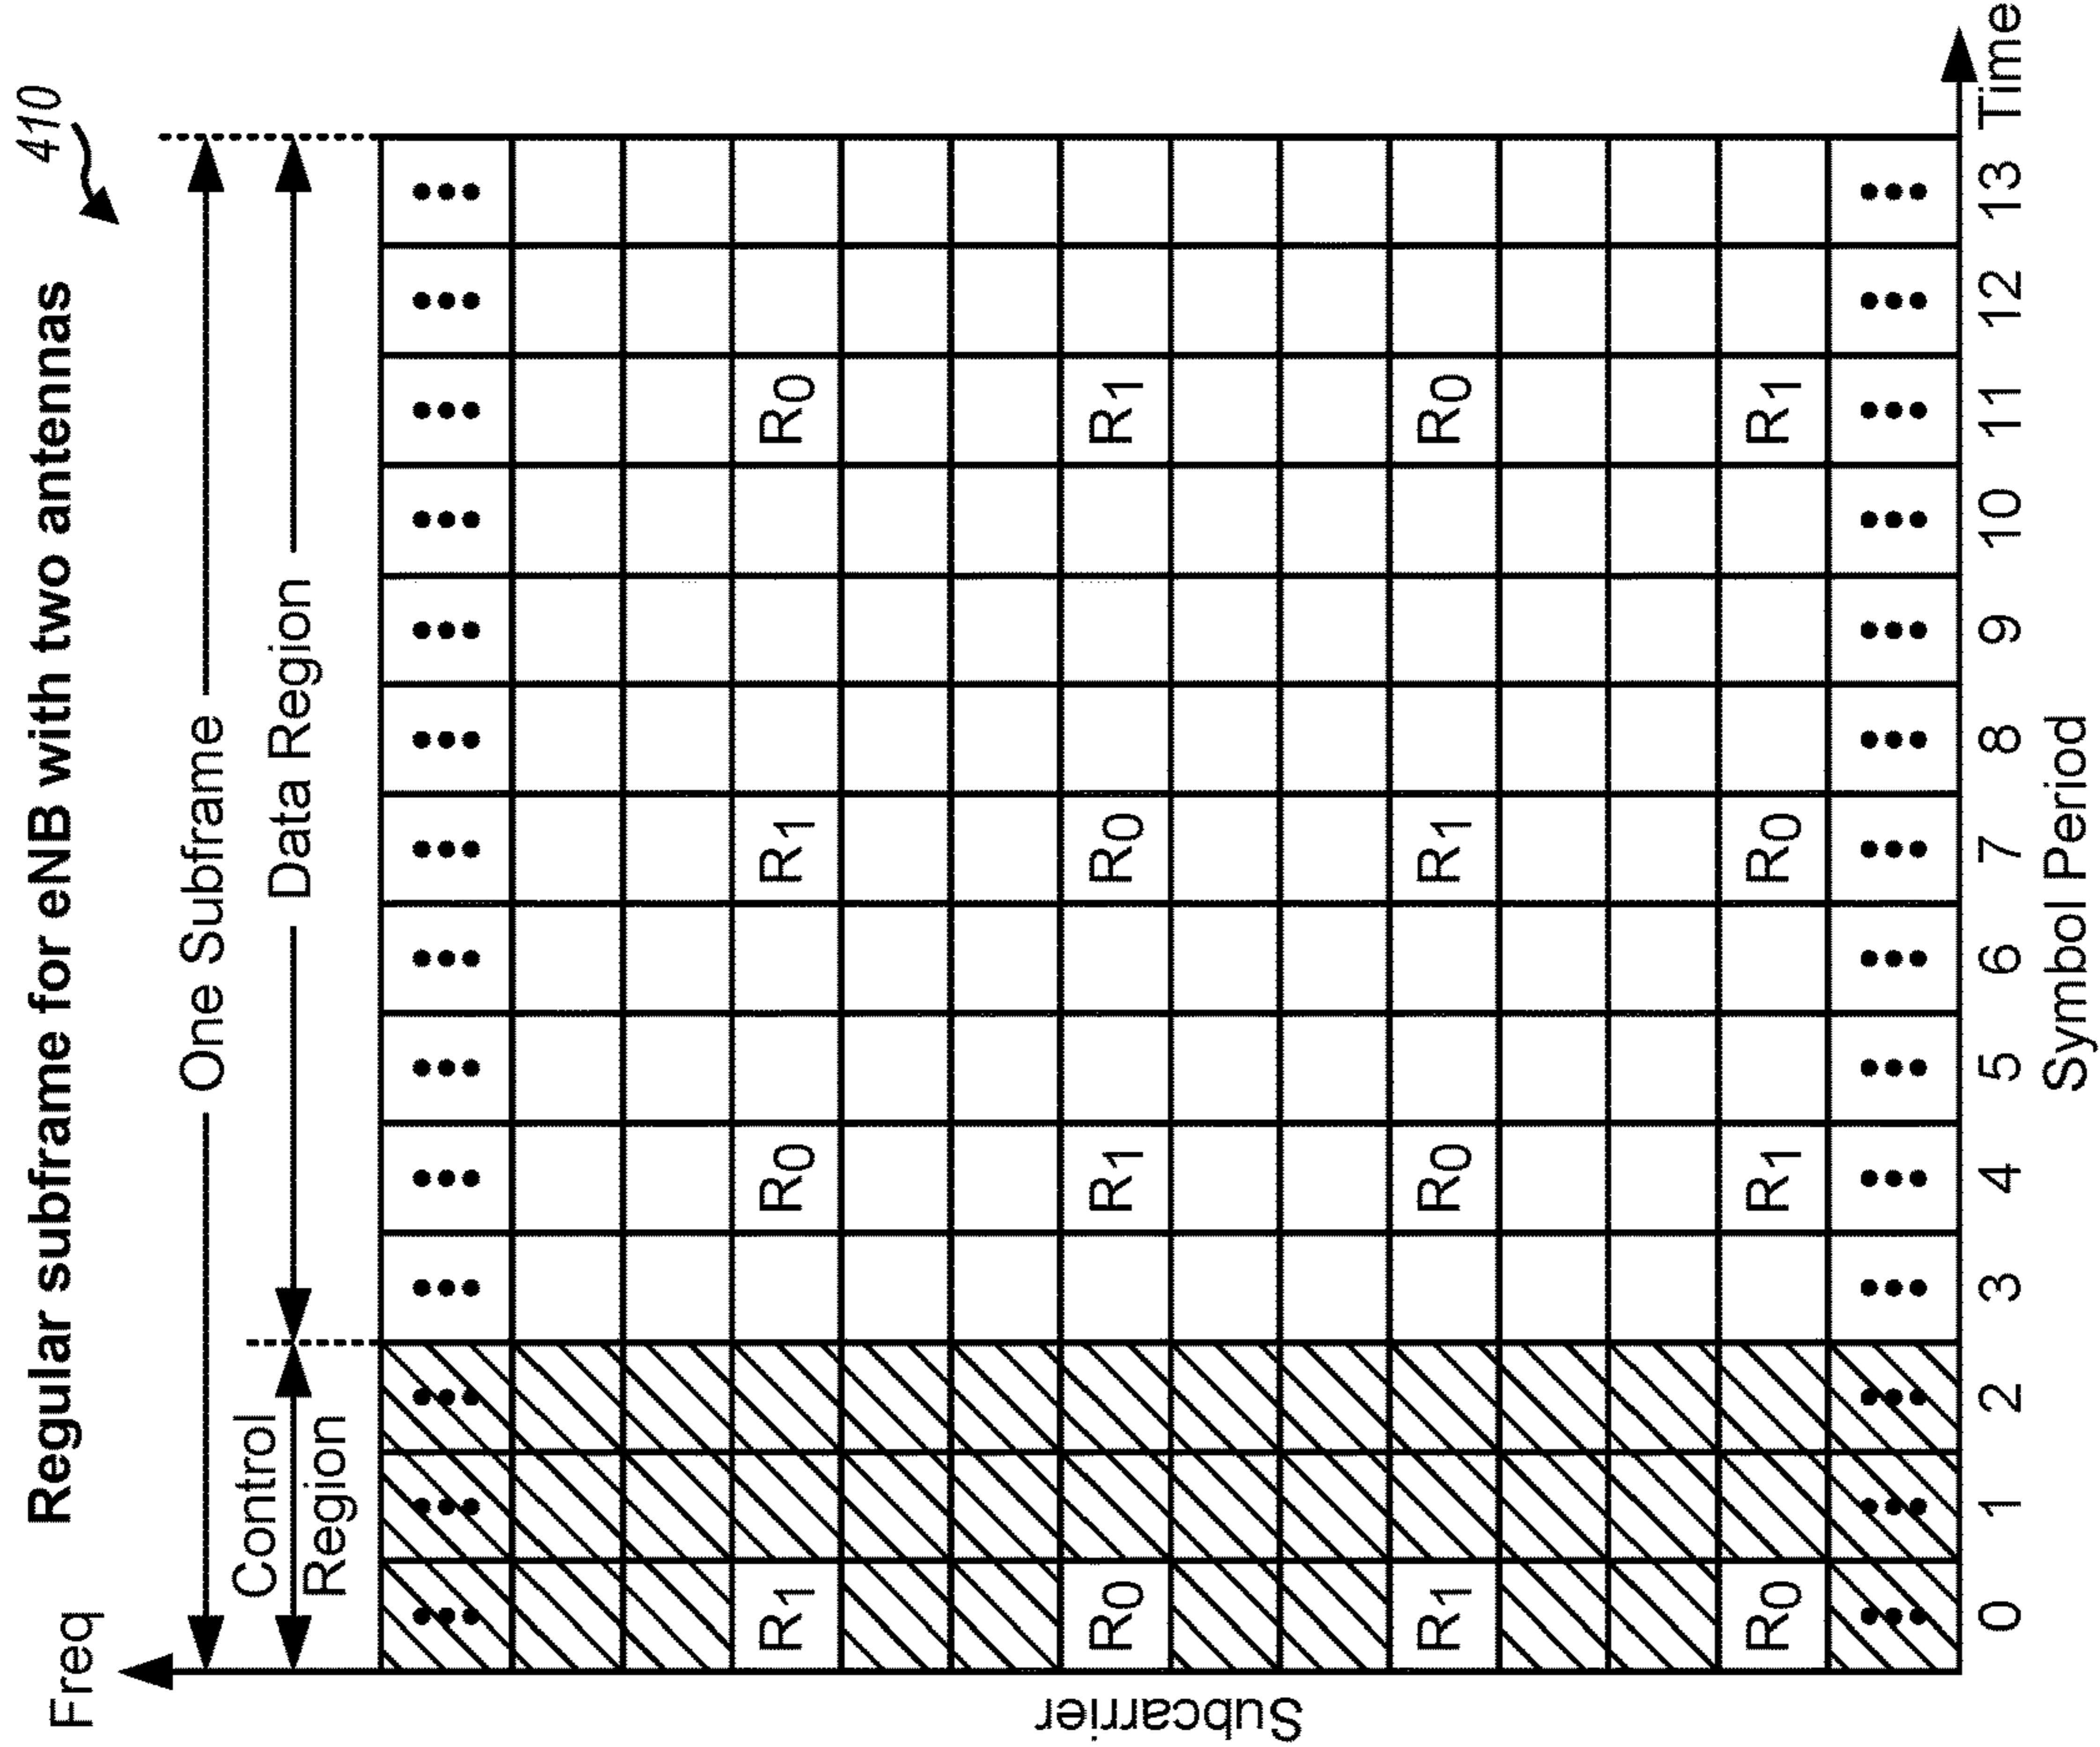 Freq
Regular subframe for eNB with two antennas
410
One Subframe
Control
Region
Data Region
R1 R0 R1 R0
R0 R1 R0 R1
Subcarrier
R1 R0 R1 R0
R0 R1 R0 R1
0 1 2 3 4 5 6 7 8 9 10 11 12 13 Time
Symbol Period